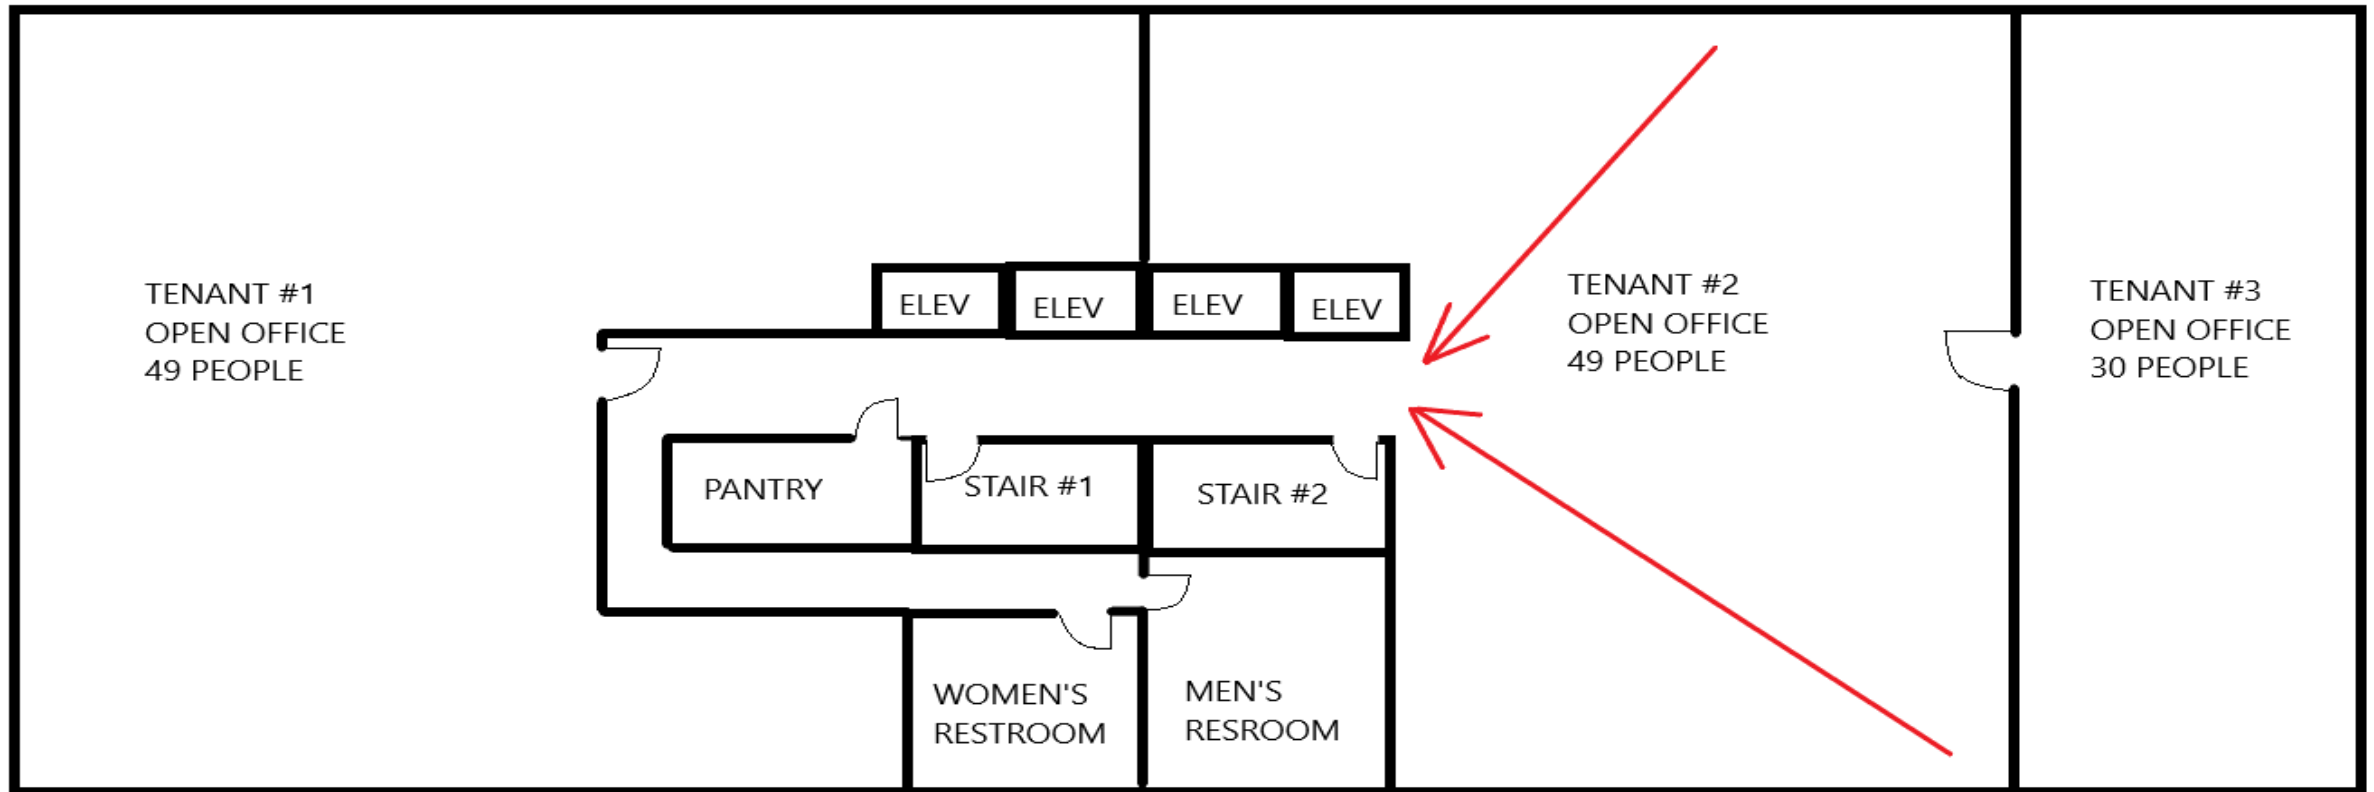 TENANT #1
OPEN OFFICE
49 PEOPLE
ELEV
ELEV
ELEV
ELEV
TENANT #2
OPEN OFFICE
49 PEOPLE
TENANT #3
OPEN OFFICE
30 PEOPLE
PANTRY
STAIR #1
STAIR #2
WOMEN'S
RESTROOM
MEN'S
RESROOM